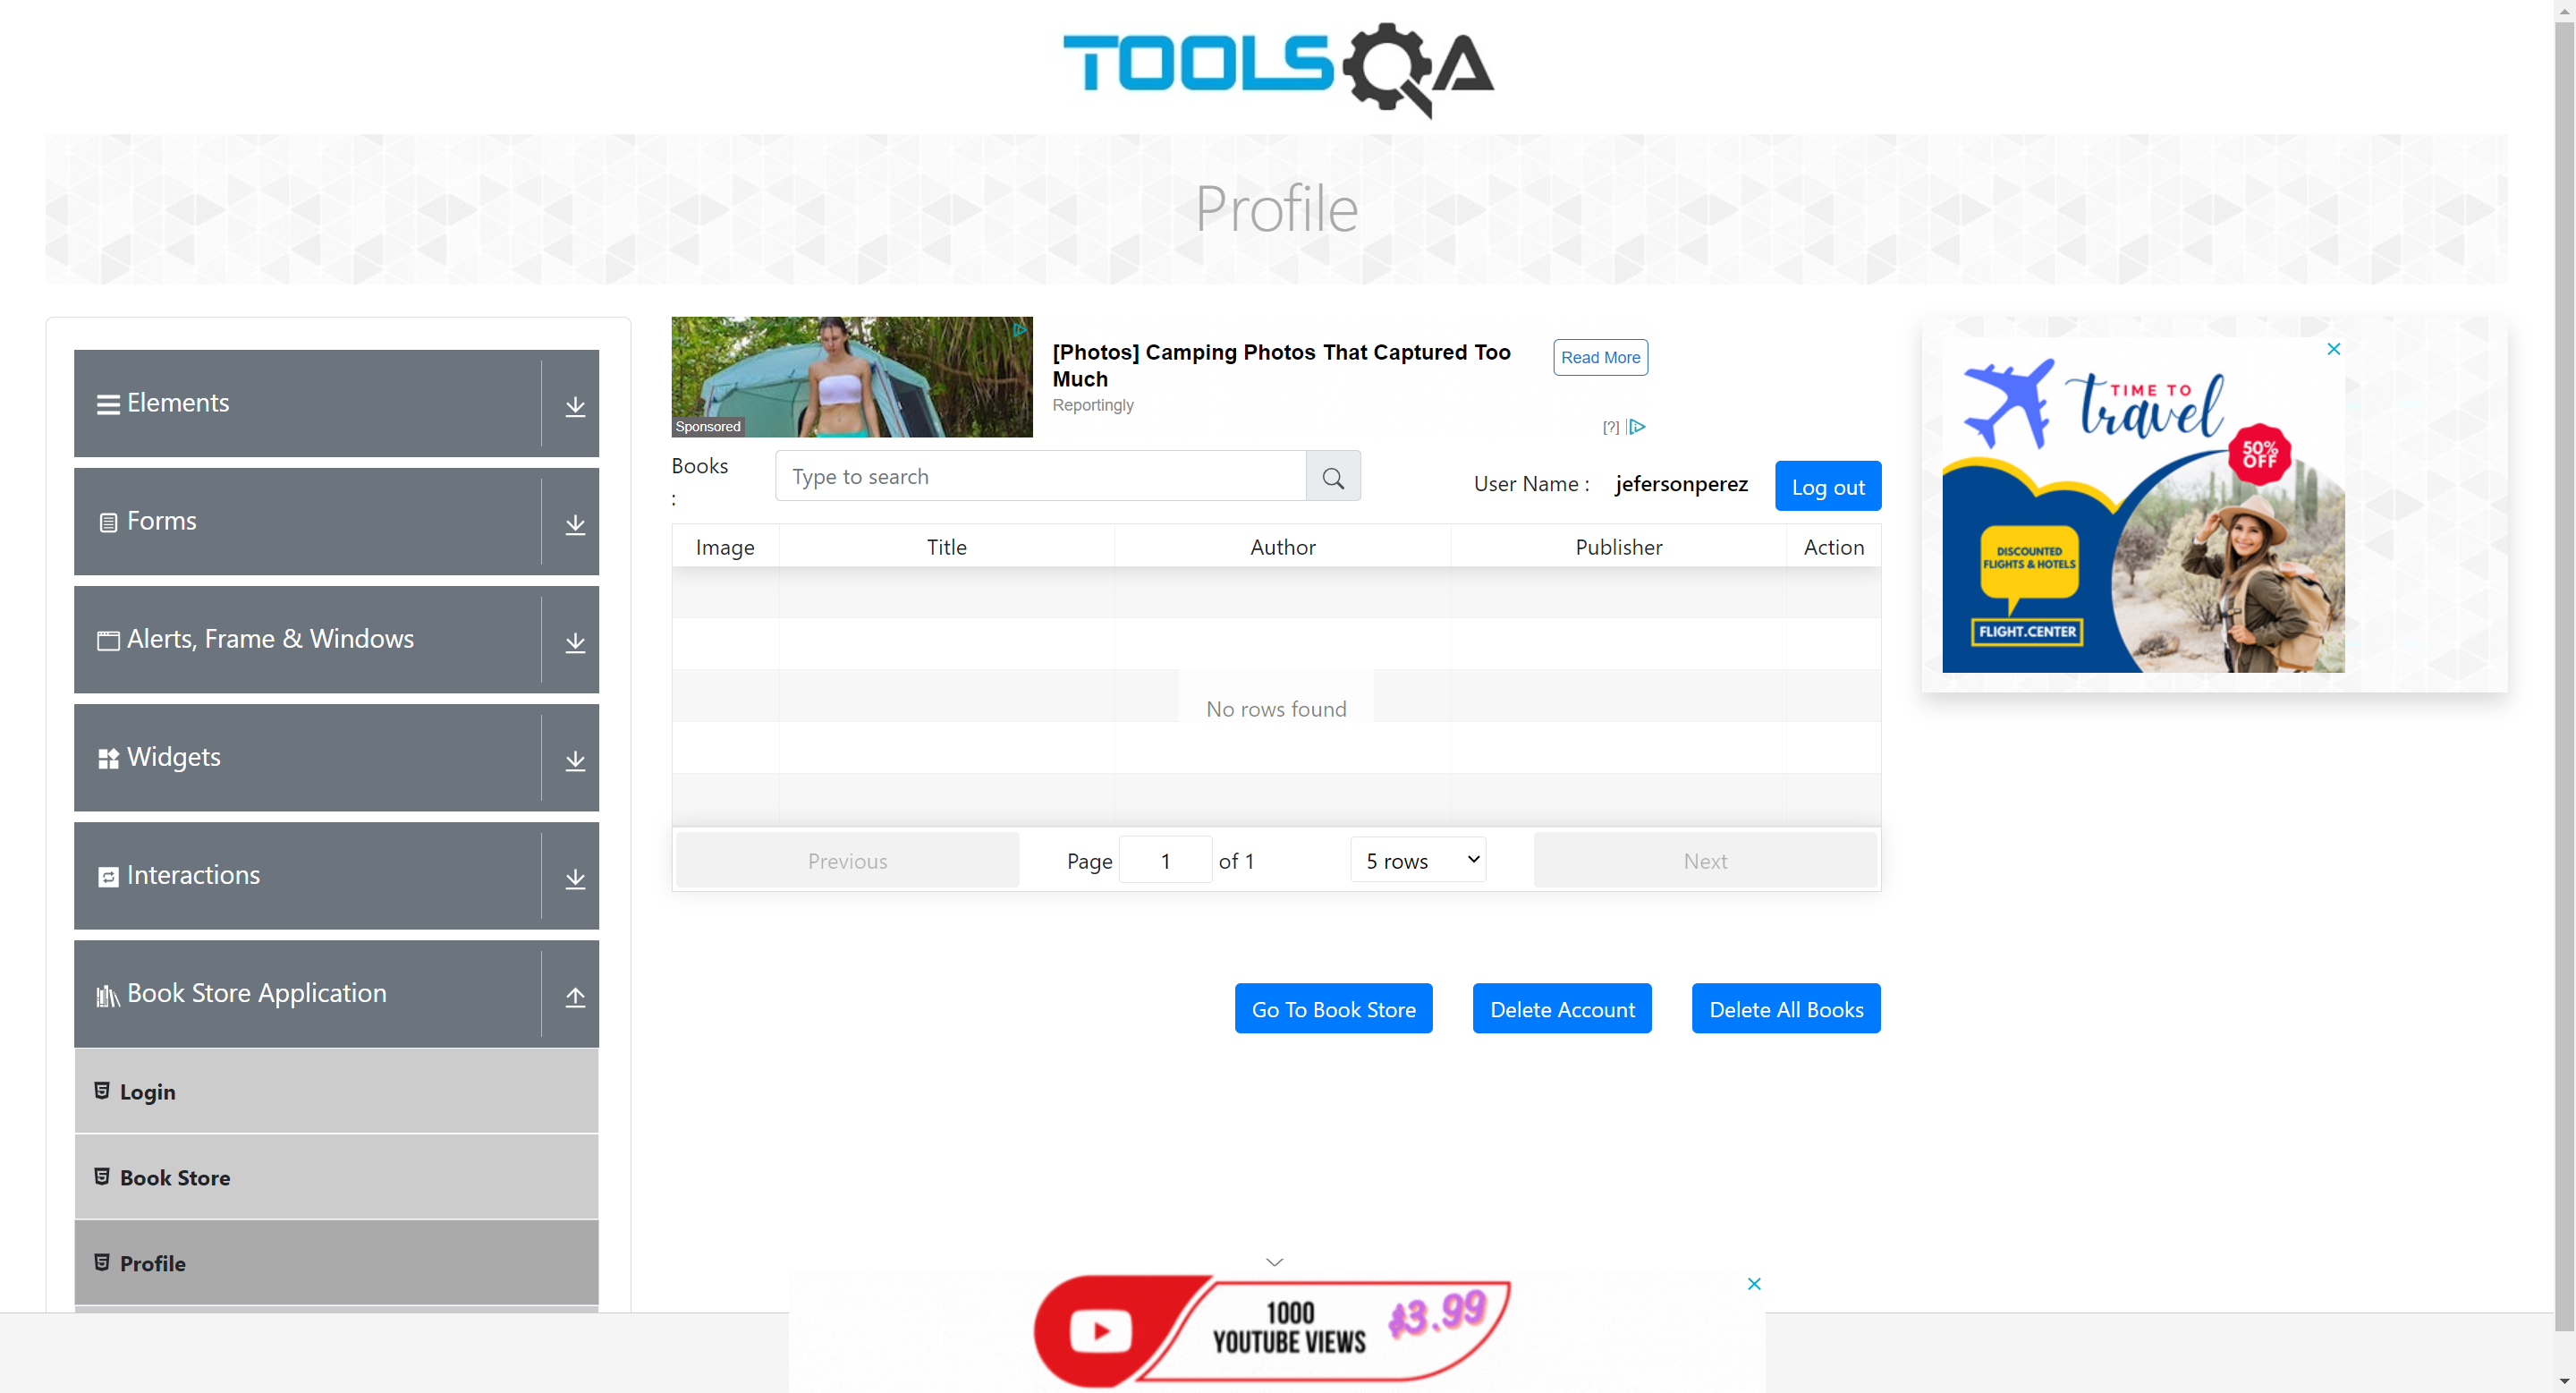 TOOLSQA
Profile
Elements
Forms
Alerts, Frame & Windows
Widgets
Interactions
Book Store Application
Login
Book Store
Profile
Sponsored
[Photos] Camping Photos That Captured Too
Much
Reportingly
Read More
[?]
Books
:
Type to search
User Name :
jefersonperez
Log out
Image
Title
Author
Publisher
Action
No rows found
Previous
Page
1
of 1
5 rows
Next
Go To Book Store
Delete Account
Delete All Books
TIME TO
travel
50%
OFF
DISCOUNTED
FLIGHTS & HOTELS
FLIGHT.CENTER
1000
YOUTUBE VIEWS
$3.99